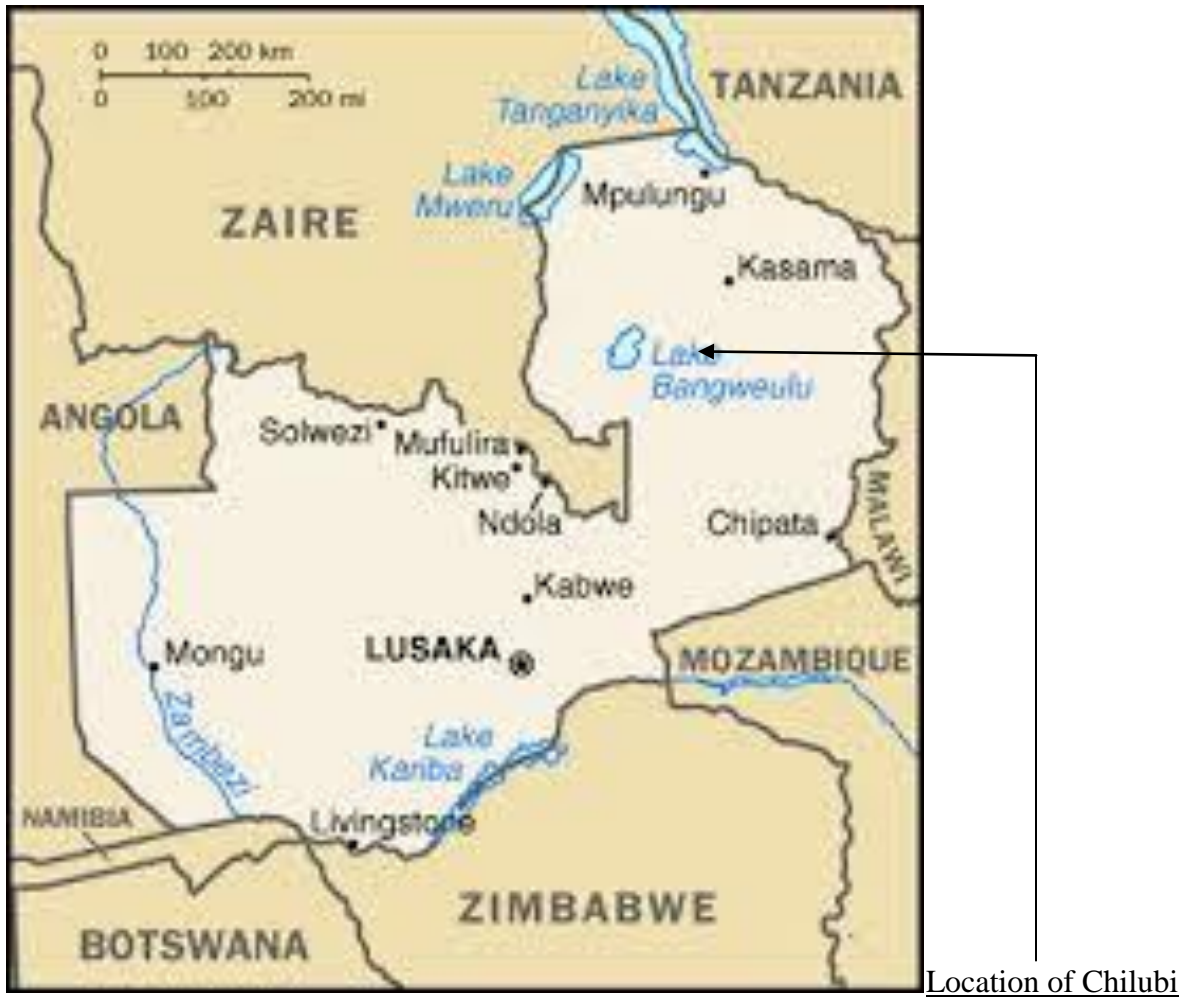 0 100 200 km
0 100 200 mi
Lake
Tanganyika
TANZANIA
Lake
Mweru
Mpulungu
ZAIRE
Kasama
Lake
Bangweulu
ANGOLA
Solwezi
Mufulira
Kitwe
Ndola
Chipata
MALAWI
Kabwe
Mongu
LUSAKA
MOZAMBIQUE
Zambezi
Lake
Kariba
NAMIBIA
Livingstone
ZIMBABWE
BOTSWANA
Location of Chilubi